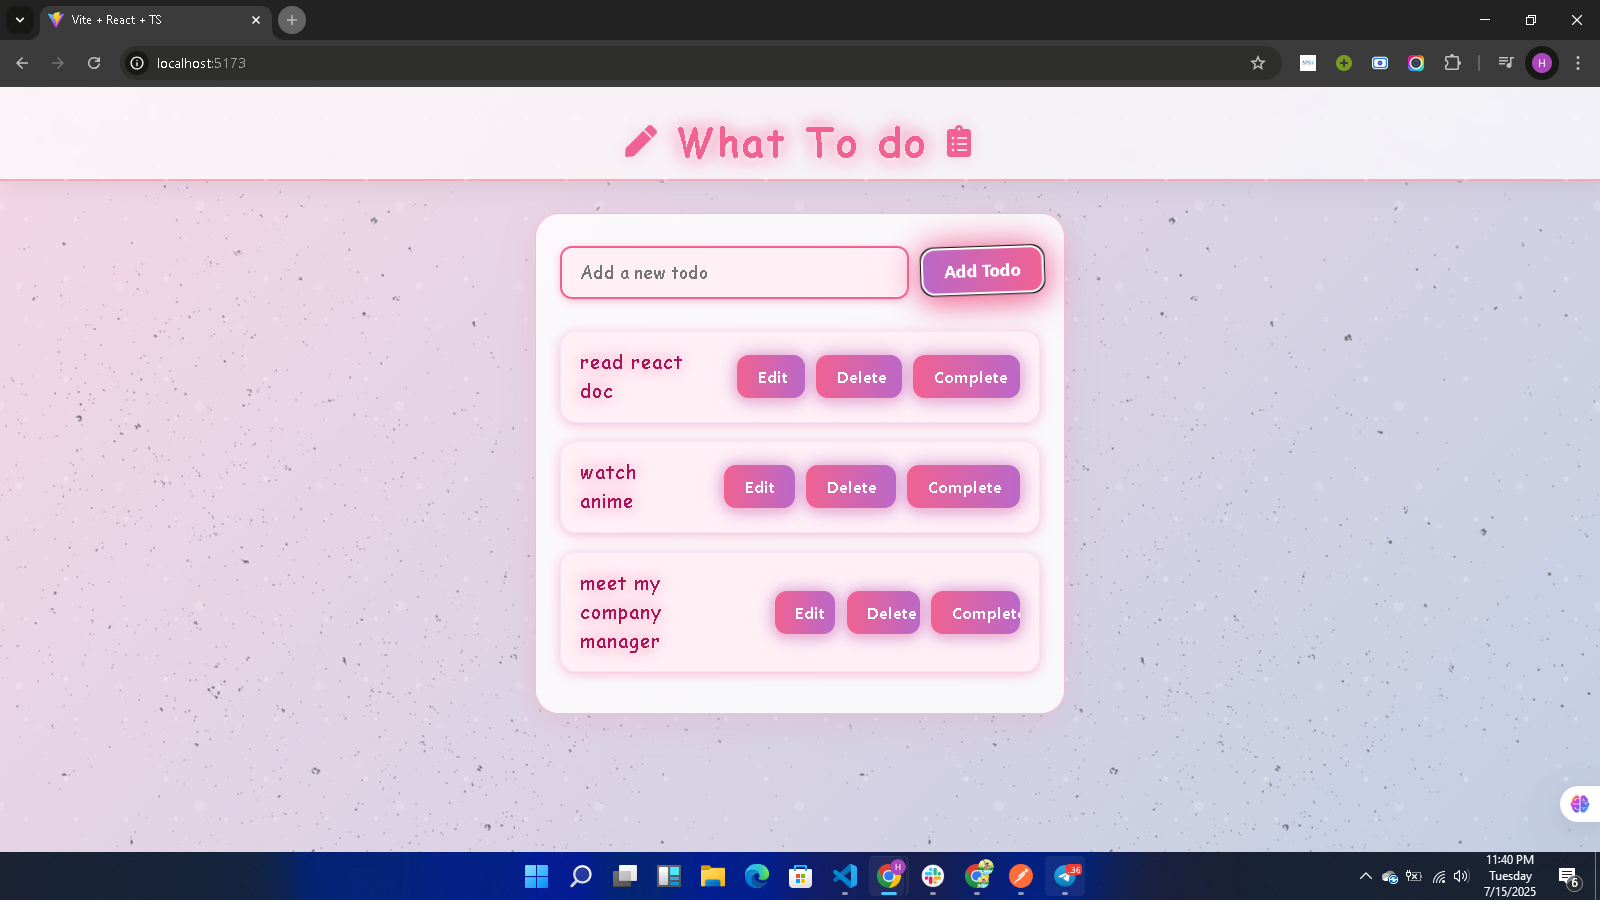 Vite + React + TS
localhost:5173
H
What To do
Add a new todo
Add Todo
read react
doc
Edit
Delete
Complete
watch
anime
Edit
Delete
Complete
meet my
company
manager
Edit
Delete
Complete
H
.36
11:40 PM
Tuesday
7/15/2025
6